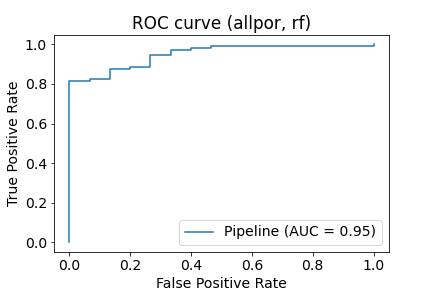 ROC curve (allpor, rf)
True Positive Rate
1.0
0.8
0.6
0.4
0.2
0.0
Pipeline (AUC = 0.95)
0.0 0.2 0.4 0.6 0.8 1.0
False Positive Rate